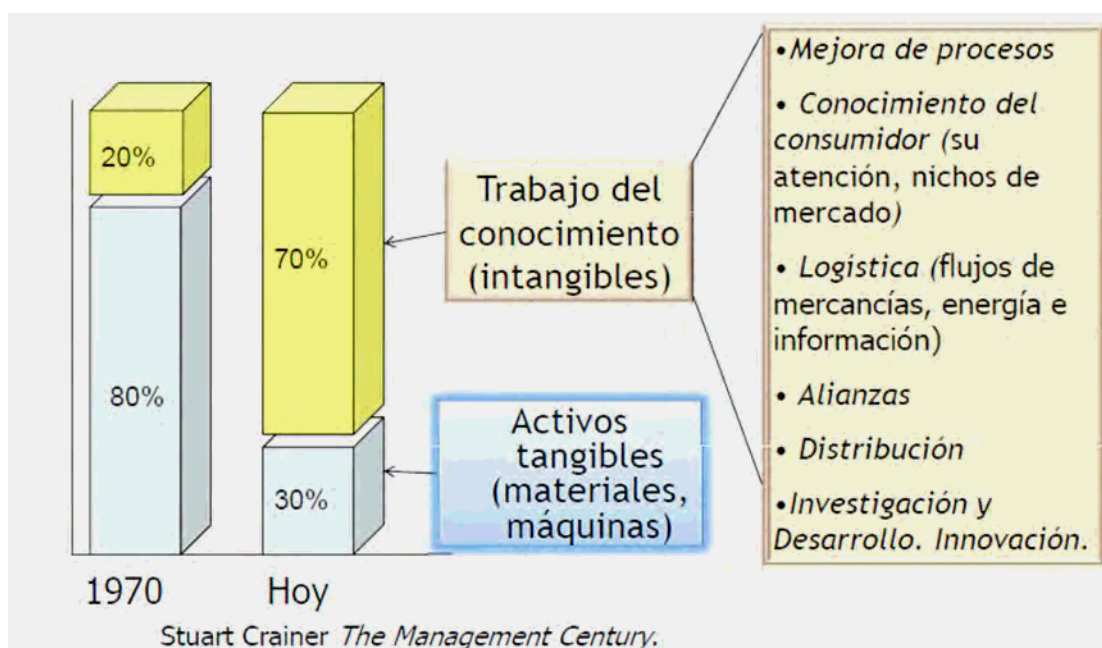 20%
80%
70%
30%
1970
Hoy
Trabajo del
conocimiento
(intangibles)
Activos
tangibles
(materiales,
máquinas)
•Mejora de procesos
• Conocimiento del
consumidor (su
atención, nichos de
mercado)
• Logística (flujos de
mercancías, energía e
información)
• Alianzas
• Distribución
•Investigación y
Desarrollo. Innovación.
Stuart Crainer The Management Century.